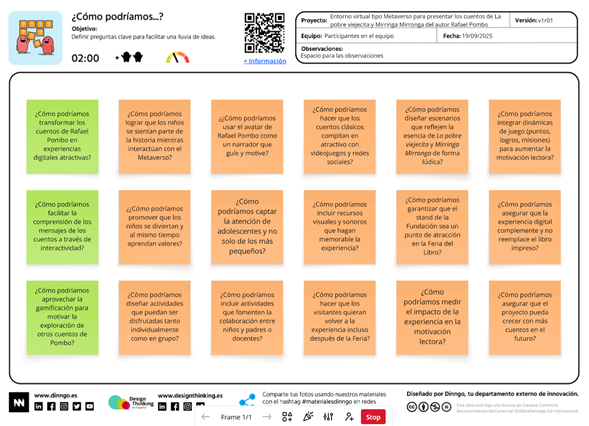 ¿Cómo podríamos...?
Objetivo:
Definir preguntas clave para facilitar una lluvia de ideas.
02:00
+
+ Información
Proyecto:
Entorno virtual tipo Metaverso para presentar los cuentos de La
pobre viejecita y Mirringa Mirronga del autor Rafael Pombo
Versión:v1r01
Equipo: Participantes en el equipo
Fecha: 19/09/2025
Observaciones:
Espacio para las observaciones
¿Cómo podríamos
transformar los
cuentos de Rafael
Pombo en
experiencias
digitales atractivas?
¿Cómo podríamos
lograr que los niños
se sientan parte de
la historia mientras
interactúan con el
Metaverso?
¿¿Cómo podríamos
usar el avatar de
Rafael Pombo como
un narrador que
guíe y motive?
¿Cómo podríamos
hacer que los
cuentos clásicos
compitan en
atractivo con
videojuegos y redes
sociales?
¿Cómo podríamos
diseñar escenarios
que reflejen la
esencia de La pobre
viejecita y Mirringa
Mirronga de forma
lúdica?
¿Cómo podríamos
integrar dinámicas
de juego (puntos,
logros, misiones)
para aumentar la
motivación lectora?
¿Cómo podríamos
facilitar la
comprensión de los
mensajes de los
cuentos a través de
interactividad?
¿¿Cómo podríamos
promover que los
niños se diviertan y
al mismo tiempo
aprendan valores?
¿Cómo
podríamos captar
la atención de
adolescentes y no
solo de los más
pequeños?
¿Cómo podríamos
incluir recursos
visuales y sonoros
que hagan
memorable la
experiencia?
¿Cómo podríamos
garantizar que el
stand de la
Fundación sea un
punto de atracción
en la Feria del
Libro?
¿Cómo podríamos
asegurar que la
experiencia digital
complemente y no
reemplace el libro
impreso?
¿Cómo podríamos
aprovechar la
gamificación para
motivar la
exploración de
otros cuentos de
Pombo?
¿Cómo podríamos
diseñar actividades
que puedan ser
disfrutadas tanto
individualmente
como en grupo?
¿Cómo podríamos
incluir actividades
que fomenten la
colaboración entre
niños y padres o
docentes?
¿Cómo podríamos
hacer que los
visitantes quieran
volver a la
experiencia incluso
después de la Feria?
¿Cómo
podríamos medir
el impacto de la
experiencia en la
motivación
lectora?
¿Cómo podríamos
asegurar que el
proyecto pueda
crecer con más
cuentos en el
futuro?
www.dinngo.es
Design
Thinking
www.designthinking.es
Comparte tus fotos usando nuestros materiales
con el hashtag #materialesdinngo en redes
Diseñado por Dinngo, tu departamento externo de innovación.
Esta obra está bajo una licencia de Creative Commons
Reconocimiento-NoComercial-SinObraDerivada 4.0 Internacional.
Frame 1/1
Stop